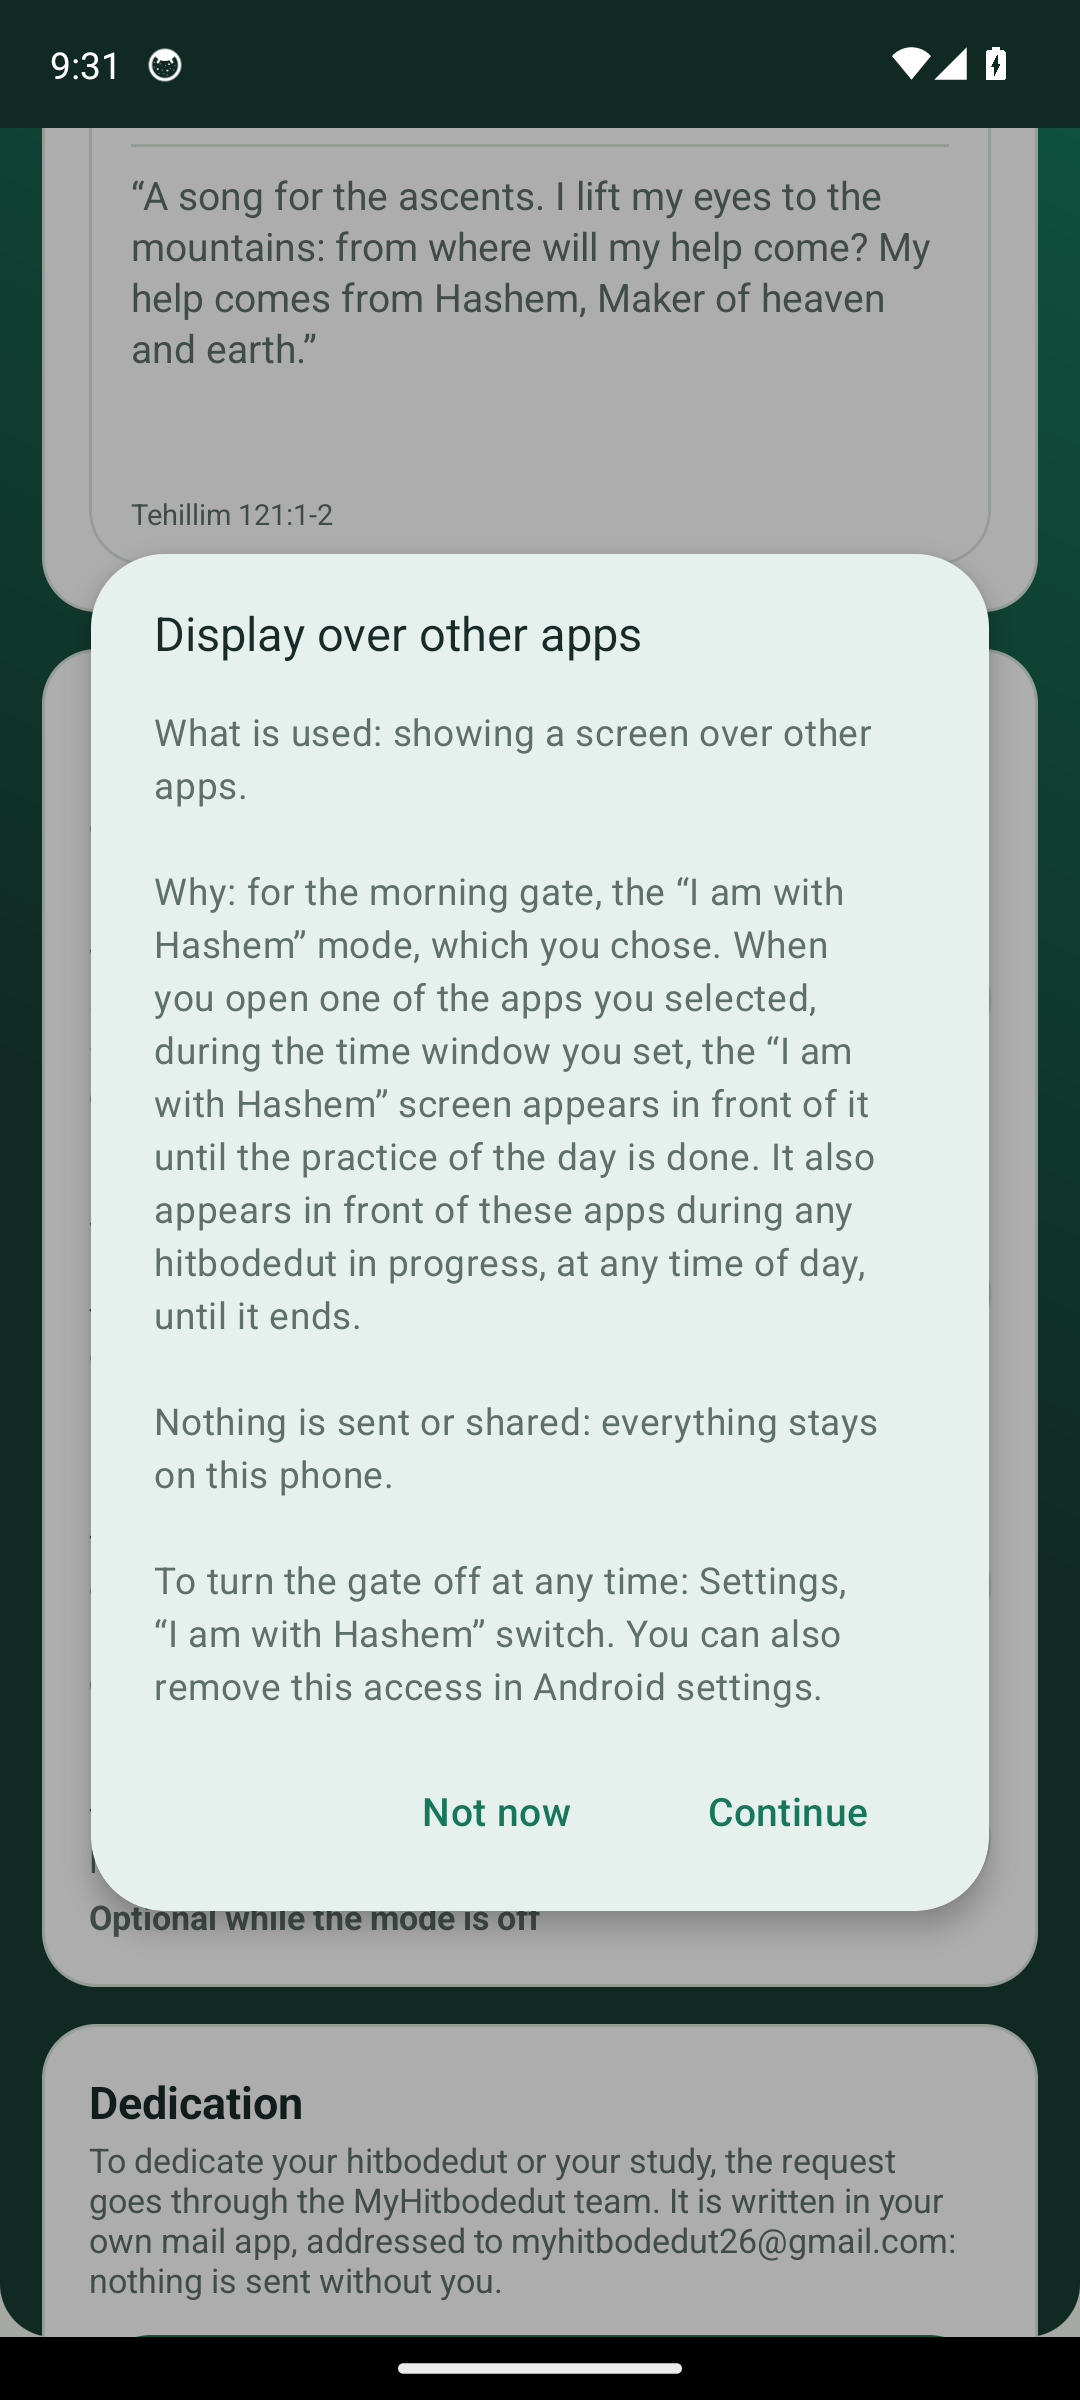 9:31
“A song for the ascents. I lift my eyes to the
mountains: from where will my help come? My
help comes from Hashem, Maker of heaven
and earth.”
Tehillim 121:1-2
Display over other apps
What is used: showing a screen over other
apps.
Why: for the morning gate, the “I am with
Hashem” mode, which you chose. When
you open one of the apps you selected,
during the time window you set, the “I am
with Hashem” screen appears in front of it
until the practice of the day is done. It also
appears in front of these apps during any
hitbodedut in progress, at any time of day,
until it ends.
Nothing is sent or shared: everything stays
on this phone.
To turn the gate off at any time: Settings,
“I am with Hashem” switch. You can also
remove this access in Android settings.
Not now Continue
Optional while the mode is off
Dedication
To dedicate your hitbodedut or your study, the request
goes through the MyHitbodedut team. It is written in your
own mail app, addressed to myhitbodedut26@gmail.com:
nothing is sent without you.